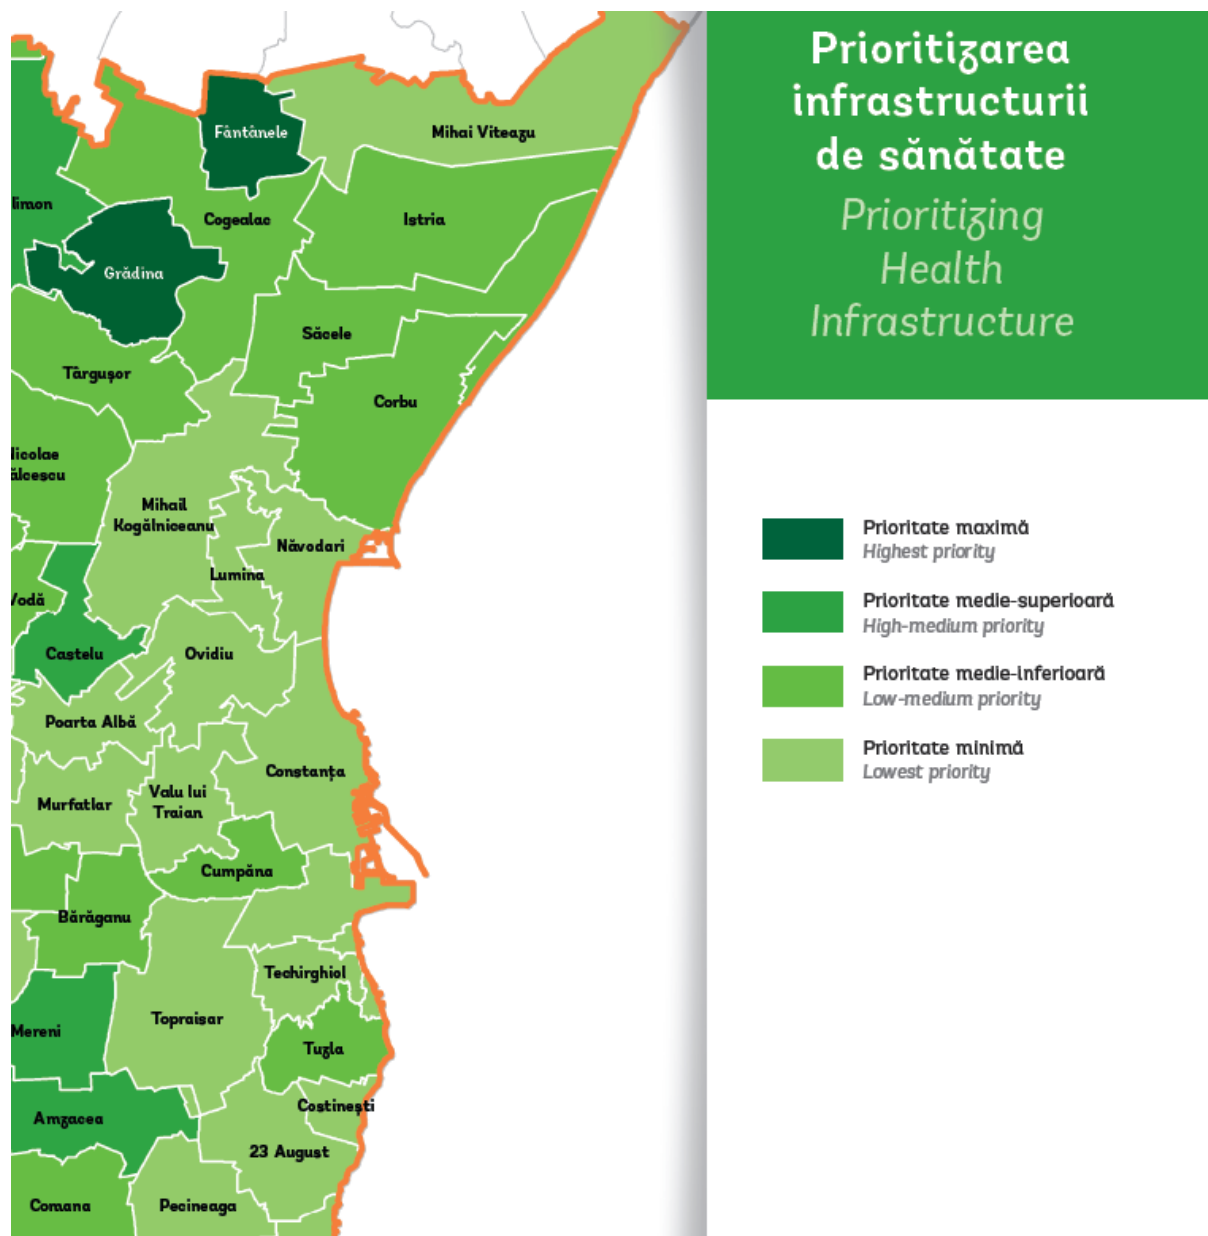 Prioritizarea
infrastructurii
de sănătate
Prioritizing
Health
Infrastructure
Fântânele
Mihai Viteazu
Cogealac
Istria
Grădina
Săcele
Târgușor
Corbu
Mihail
Kogălniceanu
Năvodari
Lumina
Castelu
Ovidiu
Poarta Albă
Constanța
Murfatlar
Valu lui
Traian
Cumpăna
Bărăganu
Techirghiol
Topraisar
Mereni
Tuzla
Costinești
Amzacea
23 August
Comana
Pecineaga
Prioritate maximă
Highest priority
Prioritate medie-superioară
High-medium priority
Prioritate medie-inferioară
Low-medium priority
Prioritate minimă
Lowest priority